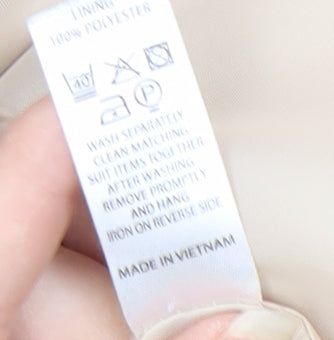 LINING
100% POLYESTER
40°
P
WASH SEPARATELY
CLEAN MATCHING
SUIT ITEMS TOGETHER
AFTER WASHING
REMOVE PROMPTLY
AND HANG
IRON ON REVERSE SIDE
MADE IN VIETNAM